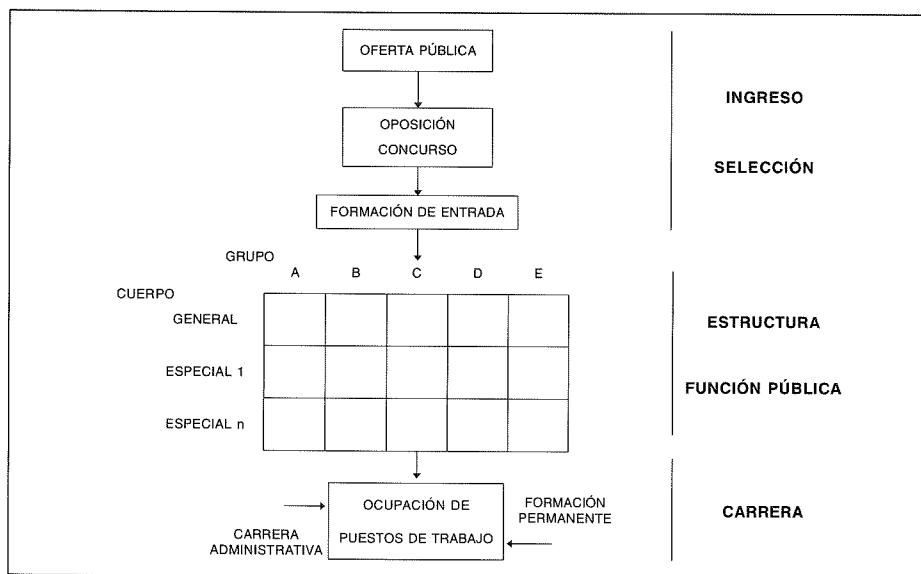 OFERTA PÚBLICA
INGRESO
OPOSICIÓN
CONCURSO
SELECCIÓN
FORMACIÓN DE ENTRADA
GRUPO
A B C D E
CUERPO
GENERAL
ESTRUCTURA
ESPECIAL 1
FUNCIÓN PÚBLICA
ESPECIAL n
OCUPACIÓN DE
PUESTOS DE TRABAJO
CARRERA
ADMINISTRATIVA
FORMACIÓN
PERMANENTE
CARRERA